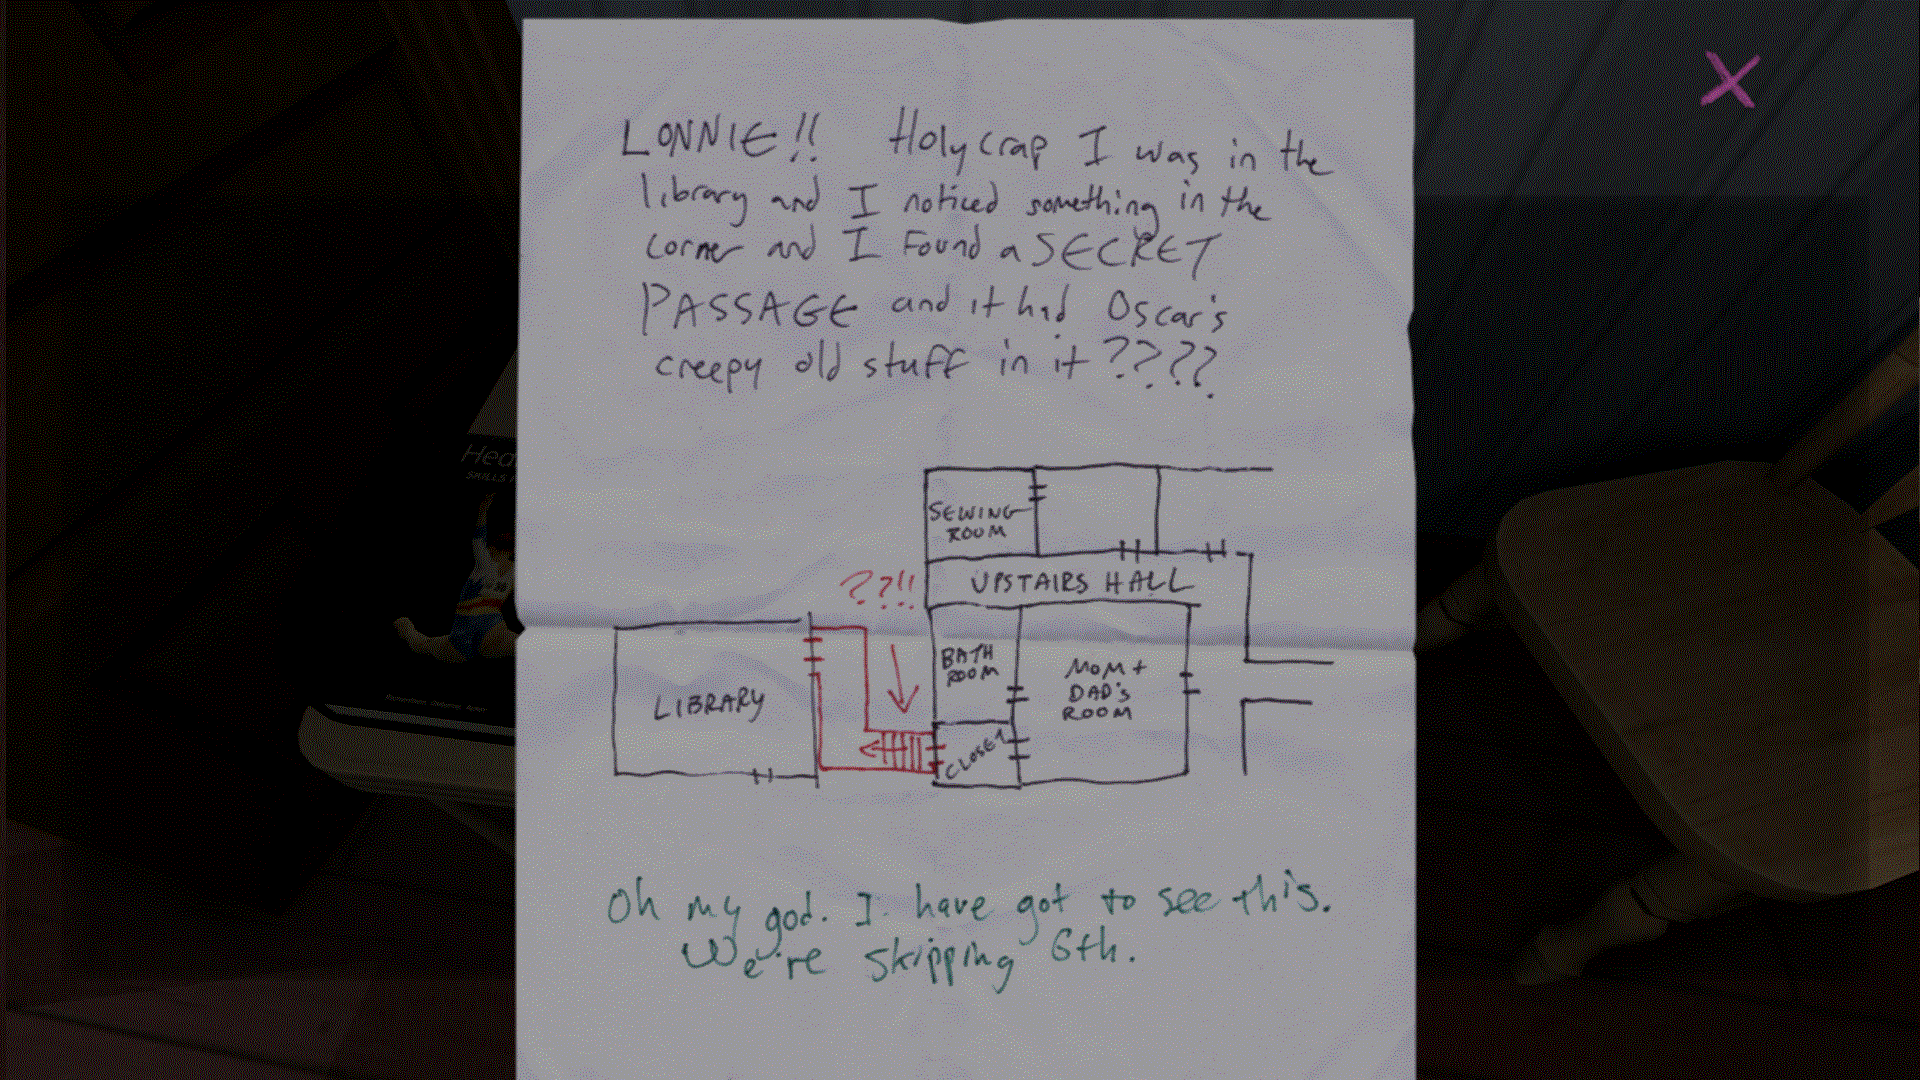 LONNIE!! Holy crap I was in the
library and I noticed something in the
corner and I found a SECRET
PASSAGE and it had Oscar's
creepy old stuff in it ????
SEWING
ROOM
UPSTAIRS HALL
??!!
LIBRARY
BATH
ROOM
CLOSET
MOM +
DAD'S
ROOM
Oh my god. I have got to see this.
We're skipping 6th.
Hea
SKILLS